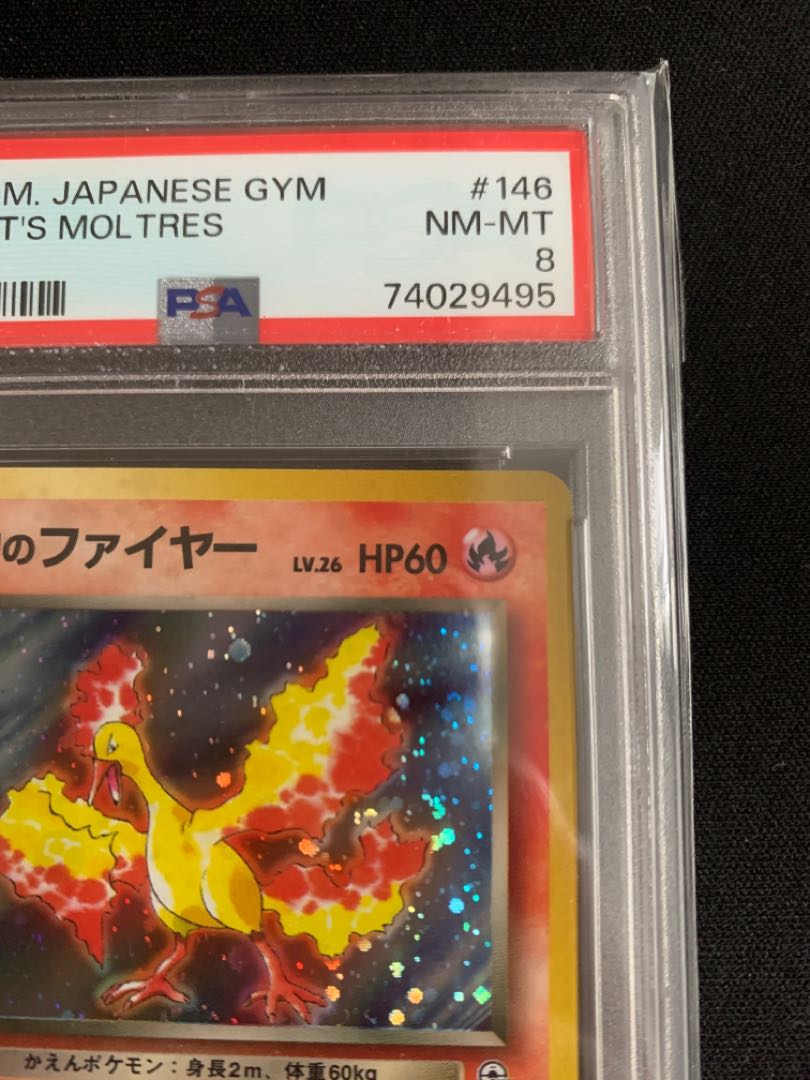 M. JAPANESE GYM #146
T'S MOLTRES NM-MT
8
PSA 74029495
のファイヤー LV.26 HP60
かえんポケモン：身長2m、体重60kg